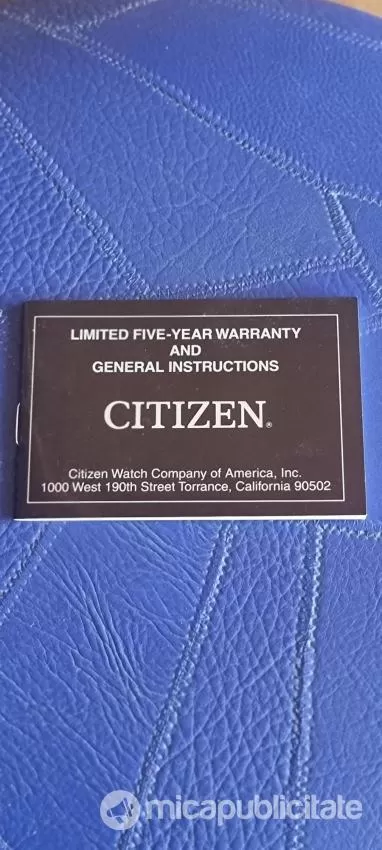 LIMITED FIVE-YEAR WARRANTY
AND
GENERAL INSTRUCTIONS
CITIZEN®
Citizen Watch Company of America, Inc.
1000 West 190th Street Torrance, California 90502
micapublicitate